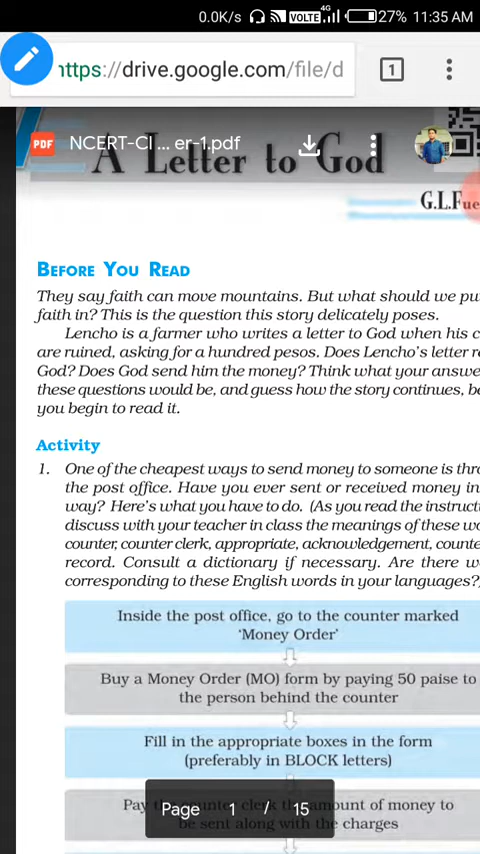 0.0K/s VOLTE 4G 27% 11:35 AM
https://drive.google.com/file/d 1
PDF NCERT-Cl ... er-1.pdf
A Letter to God
G.L.Fue
BEFORE YOU READ
They say faith can move mountains. But what should we pu
faith in? This is the question this story delicately poses.
Lencho is a farmer who writes a letter to God when his c
are ruined, asking for a hundred pesos. Does Lencho's letter re
God? Does God send him the money? Think what your answe
these questions would be, and guess how the story continues, be
you begin to read it.
Activity
1. One of the cheapest ways to send money to someone is thro
the post office. Have you ever sent or received money in
way? Here's what you have to do. (As you read the instructi
discuss with your teacher in class the meanings of these wo
counter, counter clerk, appropriate, acknowledgement, counte
record. Consult a dictionary if necessary. Are there w
corresponding to these English words in your languages?)
Inside the post office, go to the counter marked
'Money Order'
Buy a Money Order (MO) form by paying 50 paise to
the person behind the counter
Fill in the appropriate boxes in the form
(preferably in BLOCK letters)
Pay the counter clerk the amount of money to
be sent along with the charges
Page 1 / 15